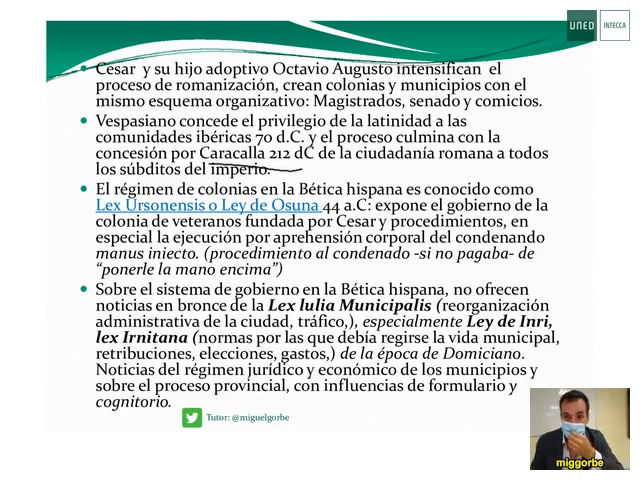 UNED
INTECCA
• Cesar y su hijo adoptivo Octavio Augusto intensifican el
proceso de romanización, crean colonias y municipios con el
mismo esquema organizativo: Magistrados, senado y comicios.
• Vespasiano concede el privilegio de la latinidad a las
comunidades ibéricas 70 d.C. y el proceso culmina con la
concesión por Caracalla 212 dC de la ciudadanía romana a todos
los súbditos del imperio.
• El régimen de colonias en la Bética hispana es conocido como
Lex Ursonensis o Ley de Osuna 44 a.C: expone el gobierno de la
colonia de veteranos fundada por Cesar y procedimientos, en
especial la ejecución por aprehensión corporal del condenando
manus iniecto. (procedimiento al condenado -si no pagaba- de
“ponerle la mano encima”)
• Sobre el sistema de gobierno en la Bética hispana, no ofrecen
noticias en bronce de la Lex lulia Municipalis (reorganización
administrativa de la ciudad, tráfico,), especialmente Ley de Inri,
lex Irnitana (normas por las que debía regirse la vida municipal,
retribuciones, elecciones, gastos,) de la época de Domiciano.
Noticias del régimen jurídico y económico de los municipios y
sobre el proceso provincial, con influencias de formulario y
cognitorio.
Tutor: @miguelgorbe
miggorbe